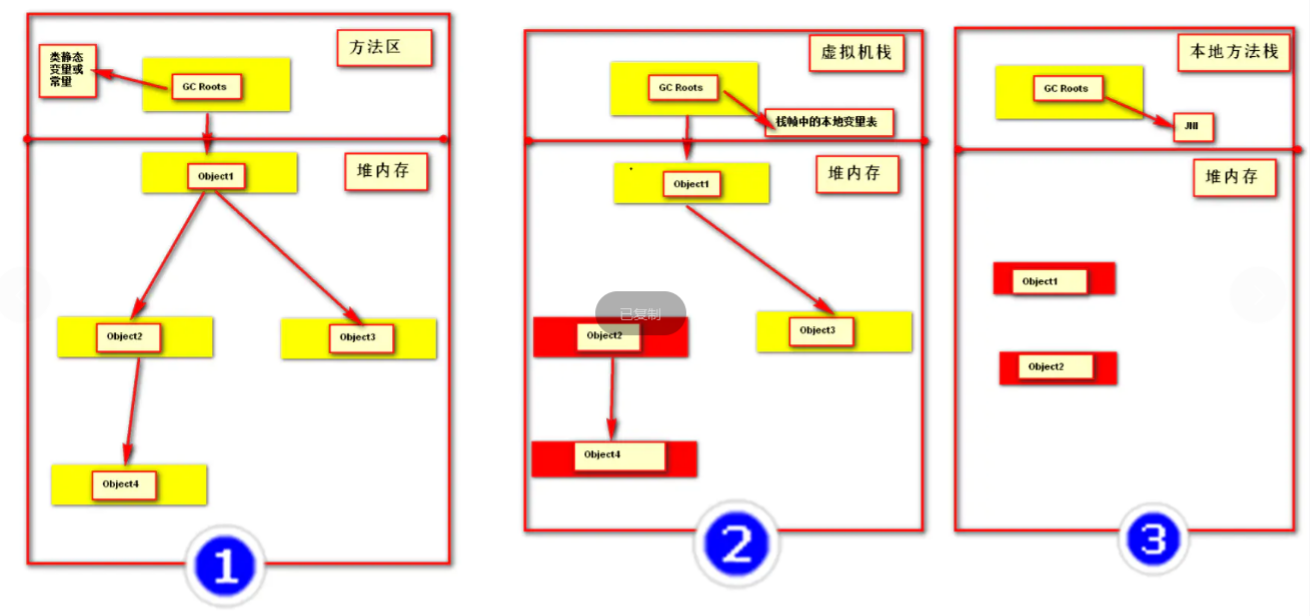 方法区
类静态
变量或
常量
GC Roots
Object1
堆内存
Object2
Object3
Object4
1
虚拟机栈
GC Roots
栈帧中的本地变量表
Object1
堆内存
已复制
Object2
Object3
Object4
2
本地方法栈
GC Roots
JNI
堆内存
Object1
Object2
3